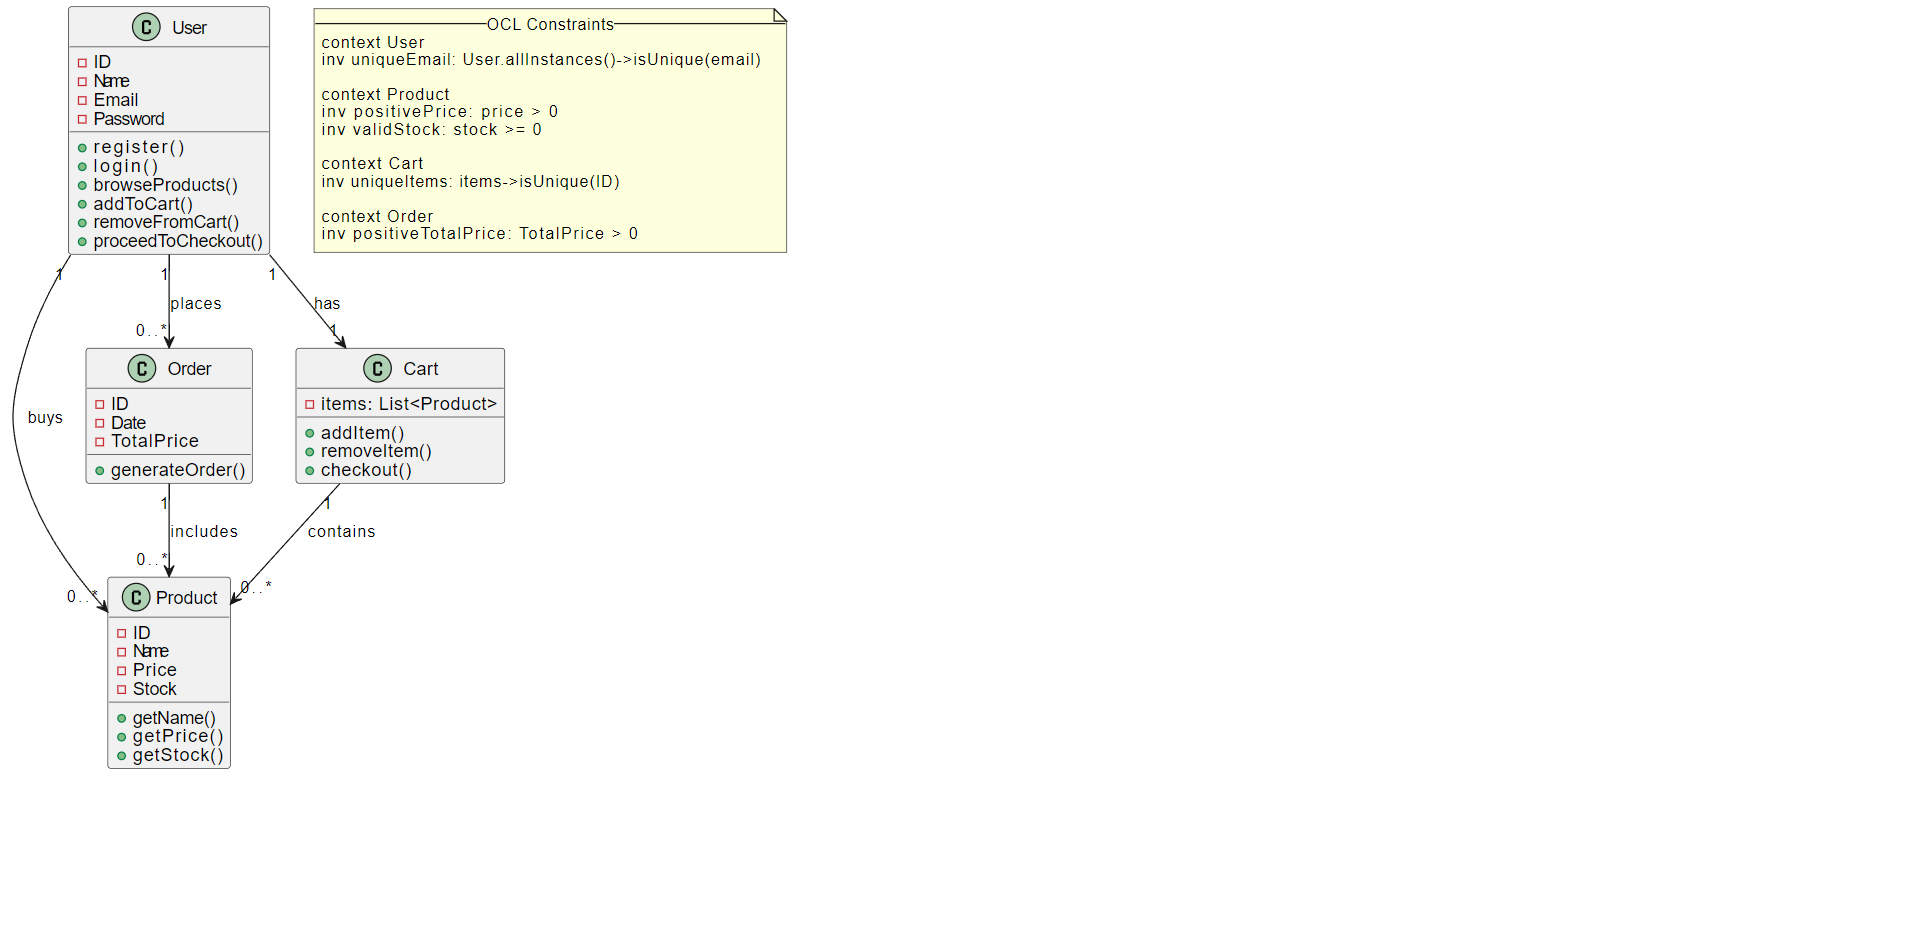 C User
ID
Name
Email
Password
register()
login()
browseProducts()
addToCart()
removeFromCart()
proceedToCheckout()
OCL Constraints
context User
inv uniqueEmail: User.allInstances()->isUnique(email)
context Product
inv positivePrice: price > 0
inv validStock: stock >= 0
context Cart
inv uniqueItems: items->isUnique(ID)
context Order
inv positiveTotalPrice: TotalPrice > 0
1
1
1
places
has
0..*
1
C Order
ID
Date
TotalPrice
generateOrder()
C Cart
items: List<Product>
addItem()
removeItem()
checkout()
buys
1
1
includes
contains
0..*
0..*
0..*
C Product
ID
Name
Price
Stock
getName()
getPrice()
getStock()